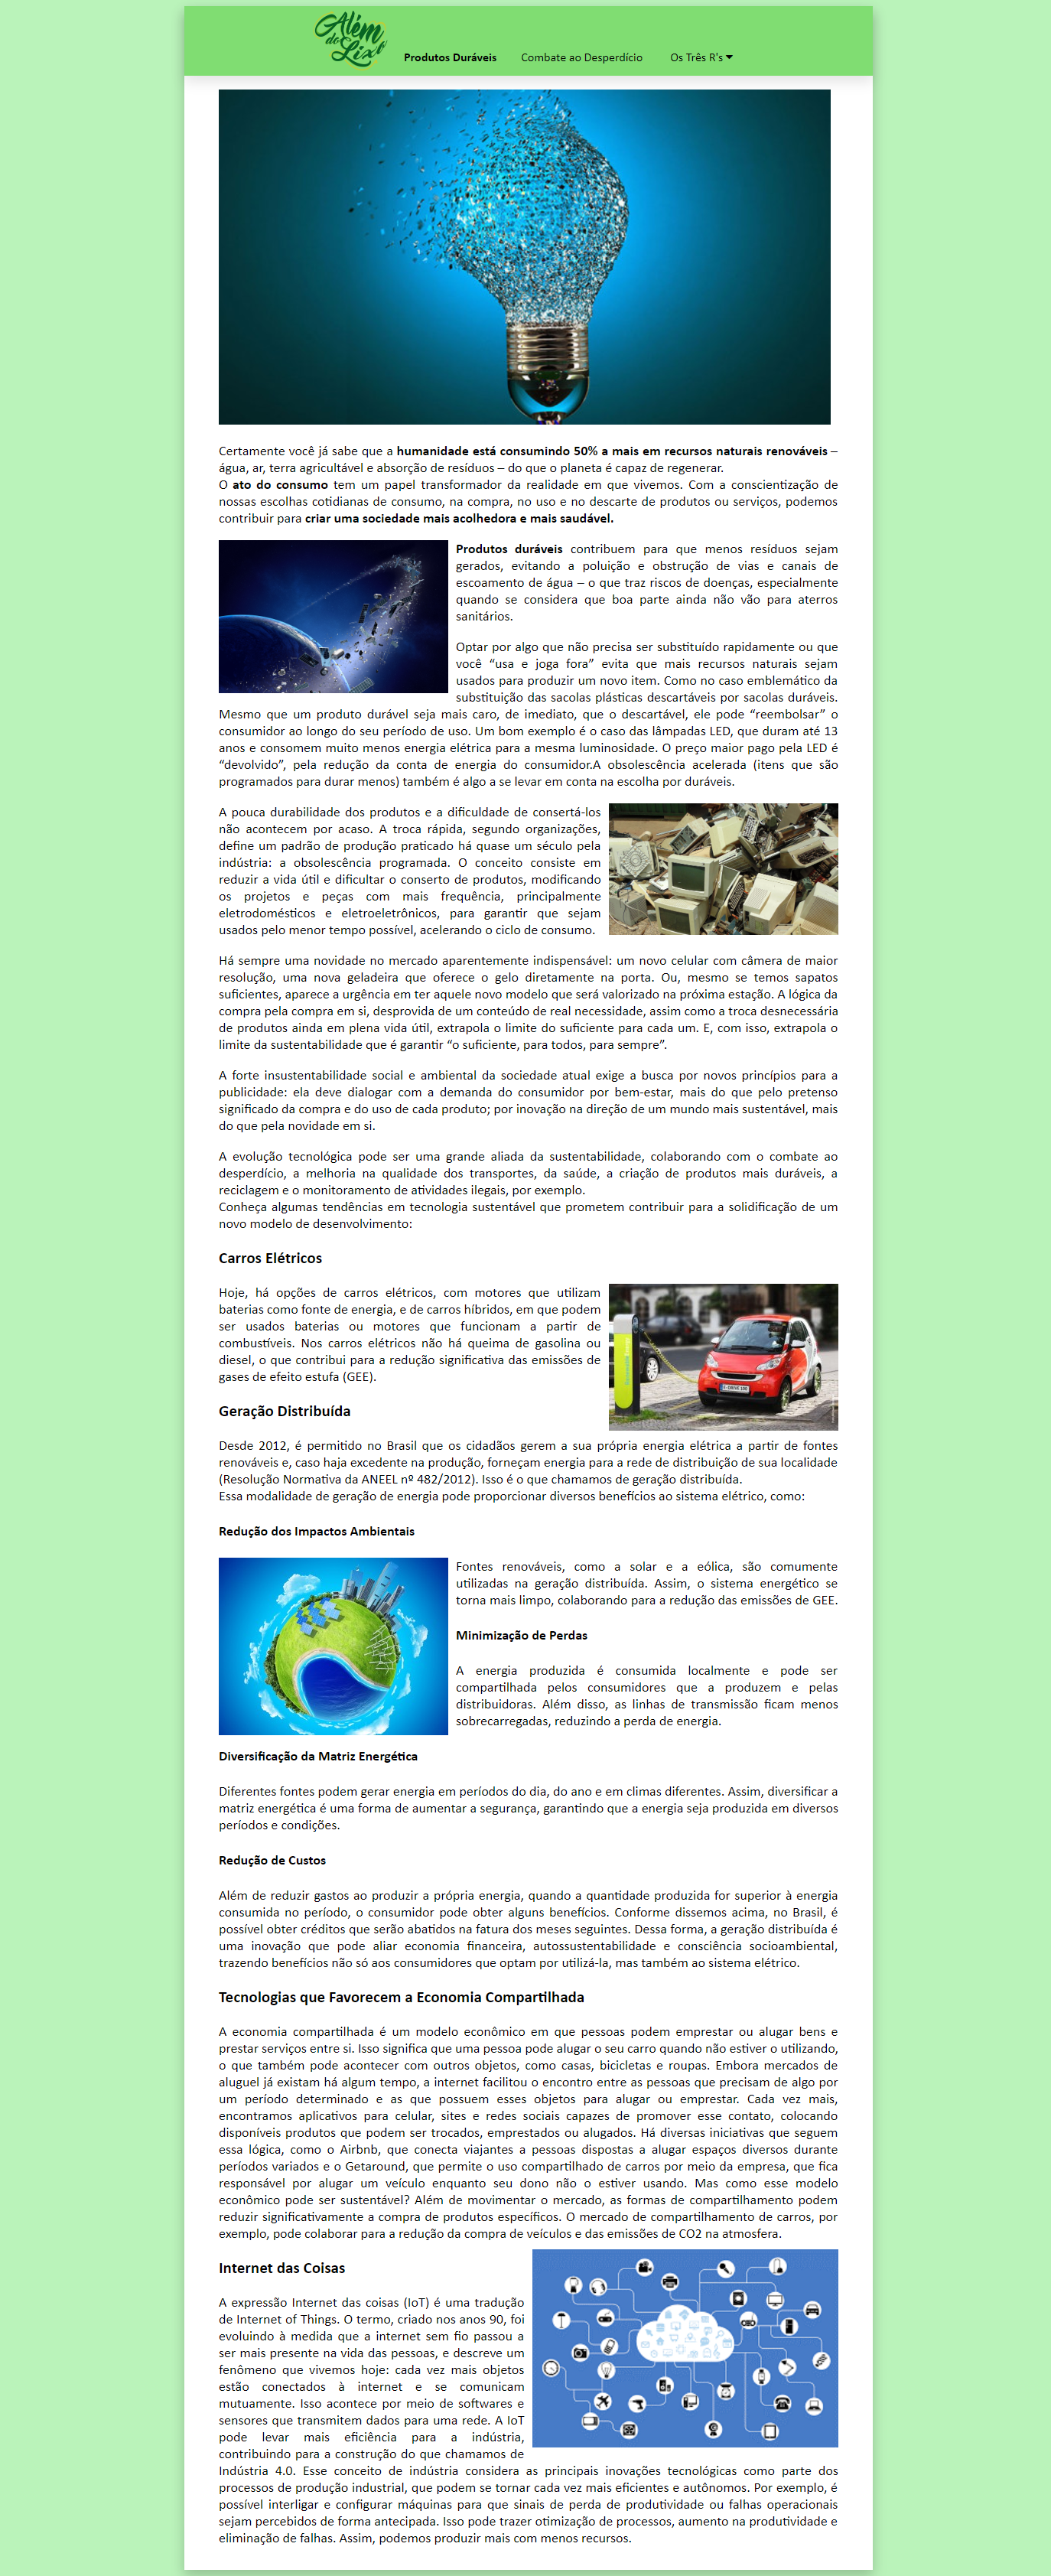 Além do Lixo
Produtos Duráveis Combate ao Desperdício Os Três R's
Certamente você já sabe que a humanidade está consumindo 50% a mais em recursos naturais renováveis –
água, ar, terra agricultável e absorção de resíduos – do que o planeta é capaz de regenerar.
O ato do consumo tem um papel transformador da realidade em que vivemos. Com a conscientização de
nossas escolhas cotidianas de consumo, na compra, no uso e no descarte de produtos ou serviços, podemos
contribuir para criar uma sociedade mais acolhedora e mais saudável.
Produtos duráveis contribuem para que menos resíduos sejam
gerados, evitando a poluição e obstrução de vias e canais de
escoamento de água – o que traz riscos de doenças, especialmente
quando se considera que boa parte ainda não vão para aterros
sanitários.
Optar por algo que não precisa ser substituído rapidamente ou que
você “usa e joga fora” evita que mais recursos naturais sejam
usados para produzir um novo item. Como no caso emblemático da
substituição das sacolas plásticas descartáveis por sacolas duráveis.
Mesmo que um produto durável seja mais caro, de imediato, que o descartável, ele pode “reembolsar” o
consumidor ao longo do seu período de uso. Um bom exemplo é o caso das lâmpadas LED, que duram até 13
anos e consomem muito menos energia elétrica para a mesma luminosidade. O preço maior pago pela LED é
“devolvido”, pela redução da conta de energia do consumidor.A obsolescência acelerada (itens que são
programados para durar menos) também é algo a se levar em conta na escolha por duráveis.
A pouca durabilidade dos produtos e a dificuldade de consertá-los
não acontecem por acaso. A troca rápida, segundo organizações,
define um padrão de produção praticado há quase um século pela
indústria: a obsolescência programada. O conceito consiste em
reduzir a vida útil e dificultar o conserto de produtos, modificando
os projetos e peças com mais frequência, principalmente
eletrodomésticos e eletroeletrônicos, para garantir que sejam
usados pelo menor tempo possível, acelerando o ciclo de consumo.
Há sempre uma novidade no mercado aparentemente indispensável: um novo celular com câmera de maior
resolução, uma nova geladeira que oferece o gelo diretamente na porta. Ou, mesmo se temos sapatos
suficientes, aparece a urgência em ter aquele novo modelo que será valorizado na próxima estação. A lógica da
compra pela compra em si, desprovida de um conteúdo de real necessidade, assim como a troca desnecessária
de produtos ainda em plena vida útil, extrapola o limite do suficiente para cada um. E, com isso, extrapola o
limite da sustentabilidade que é garantir “o suficiente, para todos, para sempre”.
A forte insustentabilidade social e ambiental da sociedade atual exige a busca por novos princípios para a
publicidade: ela deve dialogar com a demanda do consumidor por bem-estar, mais do que pelo pretenso
significado da compra e do uso de cada produto; por inovação na direção de um mundo mais sustentável, mais
do que pela novidade em si.
A evolução tecnológica pode ser uma grande aliada da sustentabilidade, colaborando com o combate ao
desperdício, a melhoria na qualidade dos transportes, da saúde, a criação de produtos mais duráveis, a
reciclagem e o monitoramento de atividades ilegais, por exemplo.
Conheça algumas tendências em tecnologia sustentável que prometem contribuir para a solidificação de um
novo modelo de desenvolvimento:
Carros Elétricos
Hoje, há opções de carros elétricos, com motores que utilizam
baterias como fonte de energia, e de carros híbridos, em que podem
ser usados baterias ou motores que funcionam a partir de
combustíveis. Nos carros elétricos não há queima de gasolina ou
diesel, o que contribui para a redução significativa das emissões de
gases de efeito estufa (GEE).
Geração Distribuída
Desde 2012, é permitido no Brasil que os cidadãos gerem a sua própria energia elétrica a partir de fontes
renováveis e, caso haja excedente na produção, forneçam energia para a rede de distribuição de sua localidade
(Resolução Normativa da ANEEL nº 482/2012). Isso é o que chamamos de geração distribuída.
Essa modalidade de geração de energia pode proporcionar diversos benefícios ao sistema elétrico, como:
Redução dos Impactos Ambientais
Fontes renováveis, como a solar e a eólica, são comumente
utilizadas na geração distribuída. Assim, o sistema energético se
torna mais limpo, colaborando para a redução das emissões de GEE.
Minimização de Perdas
A energia produzida é consumida localmente e pode ser
compartilhada pelos consumidores que a produzem e pelas
distribuidoras. Além disso, as linhas de transmissão ficam menos
sobrecarregadas, reduzindo a perda de energia.
Diversificação da Matriz Energética
Diferentes fontes podem gerar energia em períodos do dia, do ano e em climas diferentes. Assim, diversificar a
matriz energética é uma forma de aumentar a segurança, garantindo que a energia seja produzida em diversos
períodos e condições.
Redução de Custos
Além de reduzir gastos ao produzir a própria energia, quando a quantidade produzida for superior à energia
consumida no período, o consumidor pode obter alguns benefícios. Conforme dissemos acima, no Brasil, é
possível obter créditos que serão abatidos na fatura dos meses seguintes. Dessa forma, a geração distribuída é
uma inovação que pode aliar economia financeira, autossustentabilidade e consciência socioambiental,
trazendo benefícios não só aos consumidores que optam por utilizá-la, mas também ao sistema elétrico.
Tecnologias que Favorecem a Economia Compartilhada
A economia compartilhada é um modelo econômico em que pessoas podem emprestar ou alugar bens e
prestar serviços entre si. Isso significa que uma pessoa pode alugar o seu carro quando não estiver o utilizando,
o que também pode acontecer com outros objetos, como casas, bicicletas e roupas. Embora mercados de
aluguel já existam há algum tempo, a internet facilitou o encontro entre as pessoas que precisam de algo por
um período determinado e as que possuem esses objetos para alugar ou emprestar. Cada vez mais,
encontramos aplicativos para celular, sites e redes sociais capazes de promover esse contato, colocando
disponíveis produtos que podem ser trocados, emprestados ou alugados. Há diversas iniciativas que seguem
essa lógica, como o Airbnb, que conecta viajantes a pessoas dispostas a alugar espaços diversos durante
períodos variados e o Getaround, que permite o uso compartilhado de carros por meio da empresa, que fica
responsável por alugar um veículo enquanto seu dono não o estiver usando. Mas como esse modelo
econômico pode ser sustentável? Além de movimentar o mercado, as formas de compartilhamento podem
reduzir significativamente a compra de produtos específicos. O mercado de compartilhamento de carros, por
exemplo, pode colaborar para a redução da compra de veículos e das emissões de CO2 na atmosfera.
Internet das Coisas
A expressão Internet das coisas (IoT) é uma tradução
de Internet of Things. O termo, criado nos anos 90, foi
evoluindo à medida que a internet sem fio passou a
ser mais presente na vida das pessoas, e descreve um
fenômeno que vivemos hoje: cada vez mais objetos
estão conectados à internet e se comunicam
mutuamente. Isso acontece por meio de softwares e
sensores que transmitem dados para uma rede. A IoT
pode levar mais eficiência para a indústria,
contribuindo para a construção do que chamamos de
Indústria 4.0. Esse conceito de indústria considera as principais inovações tecnológicas como parte dos
processos de produção industrial, que podem se tornar cada vez mais eficientes e autônomos. Por exemplo, é
possível interligar e configurar máquinas para que sinais de perda de produtividade ou falhas operacionais
sejam percebidos de forma antecipada. Isso pode trazer otimização de processos, aumento na produtividade e
eliminação de falhas. Assim, podemos produzir mais com menos recursos.